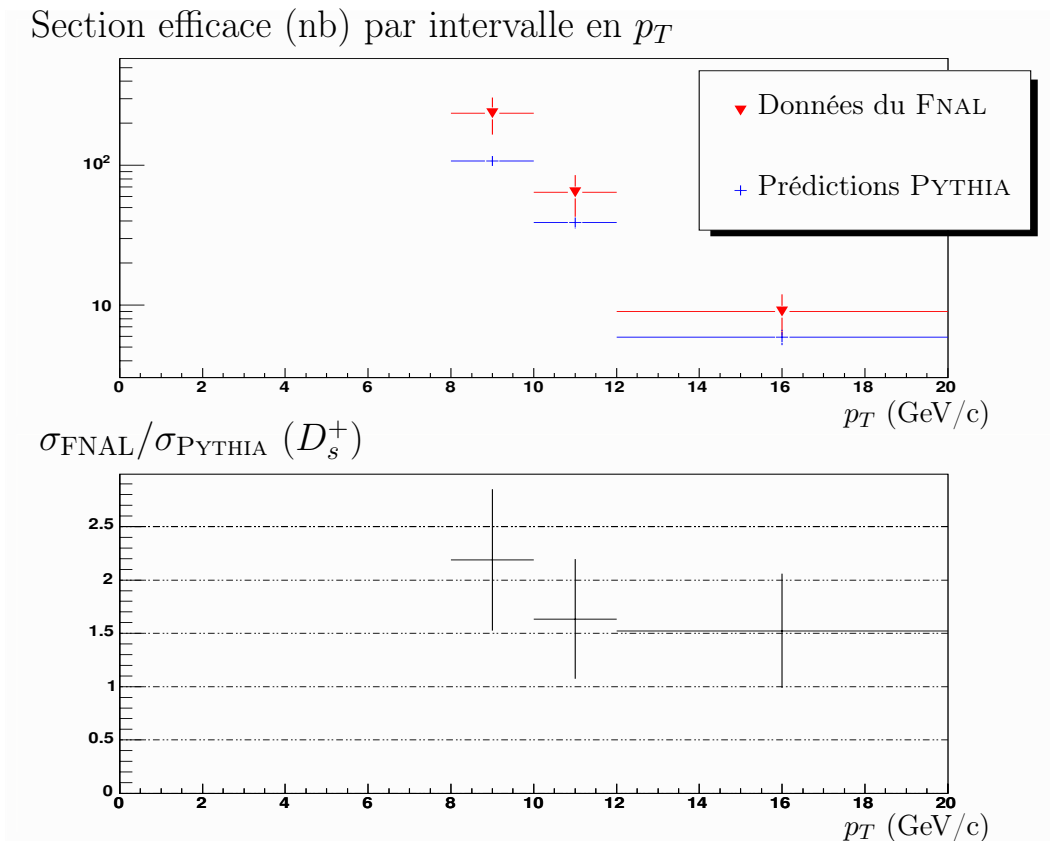 Section efficace (nb) par intervalle en p_T
Données du FNAL
Prédictions PYTHIA
10²
10
0 2 4 6 8 10 12 14 16 18 20
p_T (GeV/c)
σ_FNAL/σ_PYTHIA (D_s^+)
2.5
2
1.5
1
0.5
0
0 2 4 6 8 10 12 14 16 18 20
p_T (GeV/c)